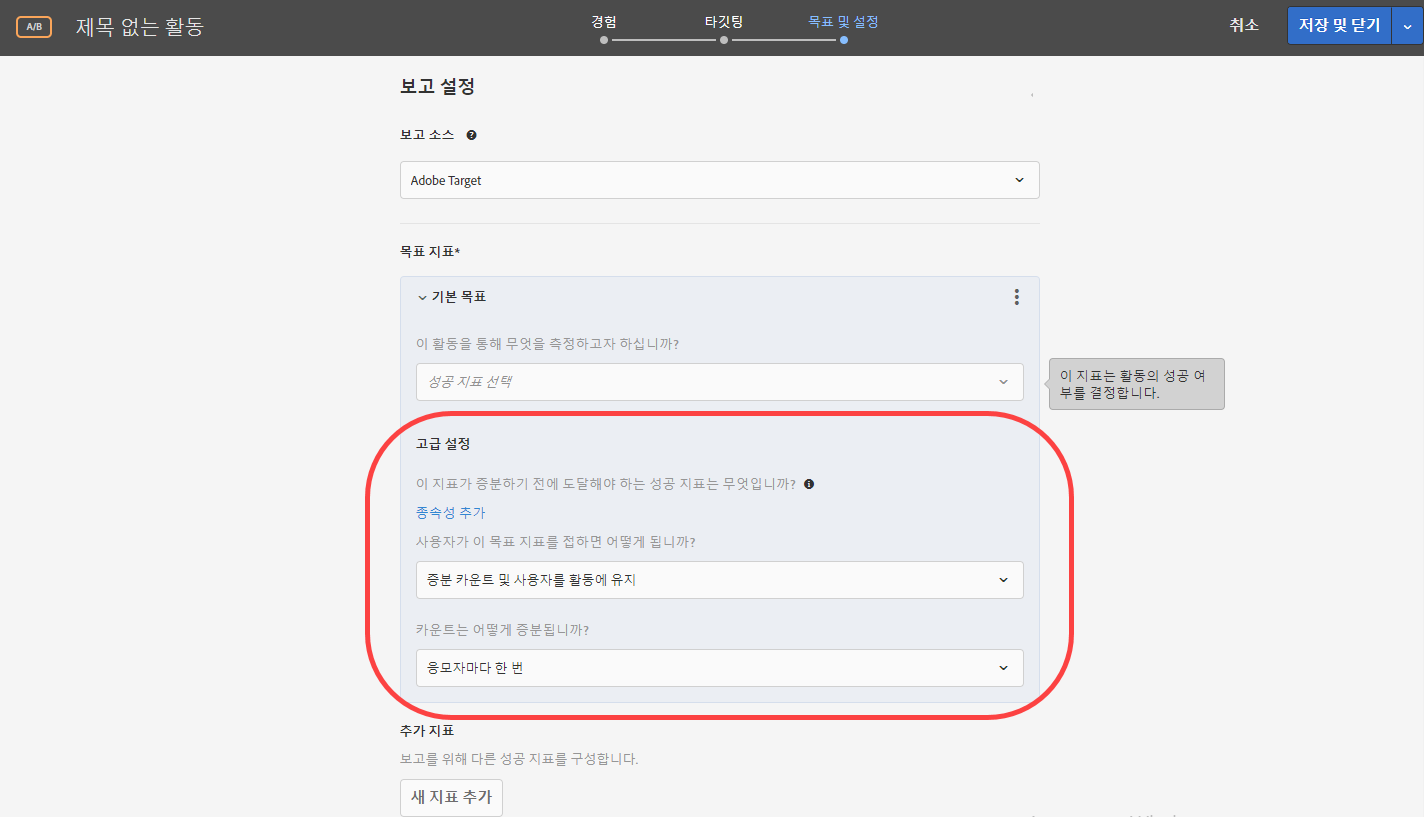 A/B 제목 없는 활동 경험 타깃팅 목표 및 설정 취소 저장 및 닫기
보고 설정
보고 소스
Adobe Target
목표 지표*
기본 목표
이 활동을 통해 무엇을 측정하고자 하십니까?
성공 지표 선택
이 지표는 활동의 성공 여
부를 결정합니다.
고급 설정
이 지표가 증분하기 전에 도달해야 하는 성공 지표는 무엇입니까?
종속성 추가
사용자가 이 목표 지표를 접하면 어떻게 됩니까?
증분 카운트 및 사용자를 활동에 유지
카운트는 어떻게 증분됩니까?
응모자마다 한 번
추가 지표
보고를 위해 다른 성공 지표를 구성합니다.
새 지표 추가